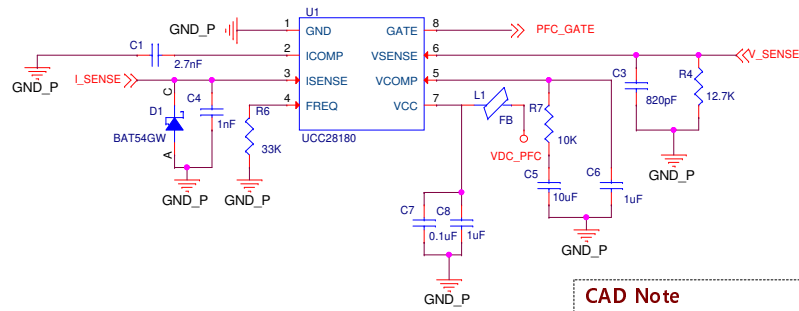 U1
GND_P
1
GND
GATE
8
PFC_GATE
C1
2.7nF
2
ICOMP
VSENSE
6
V_SENSE
GND_P
I_SENSE
3
ISENSE
VCOMP
5
C
D1
BAT54GW
A
C4
1nF
R6
33K
4
FREQ
VCC
7
UCC28180
L1
FB
VDC_PFC
R7
10K
C3
820pF
R4
12.7K
GND_P
GND_P
GND_P
C5
10uF
C6
1uF
GND_P
C7
0.1uF
C8
1uF
GND_P
CAD Note